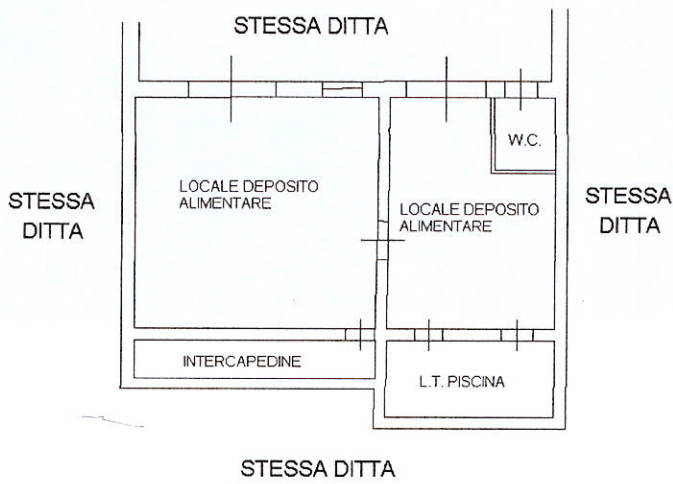 STESSA DITTA
W.C.
LOCALE DEPOSITO
ALIMENTARE
STESSA
DITTA
LOCALE DEPOSITO
ALIMENTARE
STESSA
DITTA
INTERCAPEDINE
L.T. PISCINA
STESSA DITTA